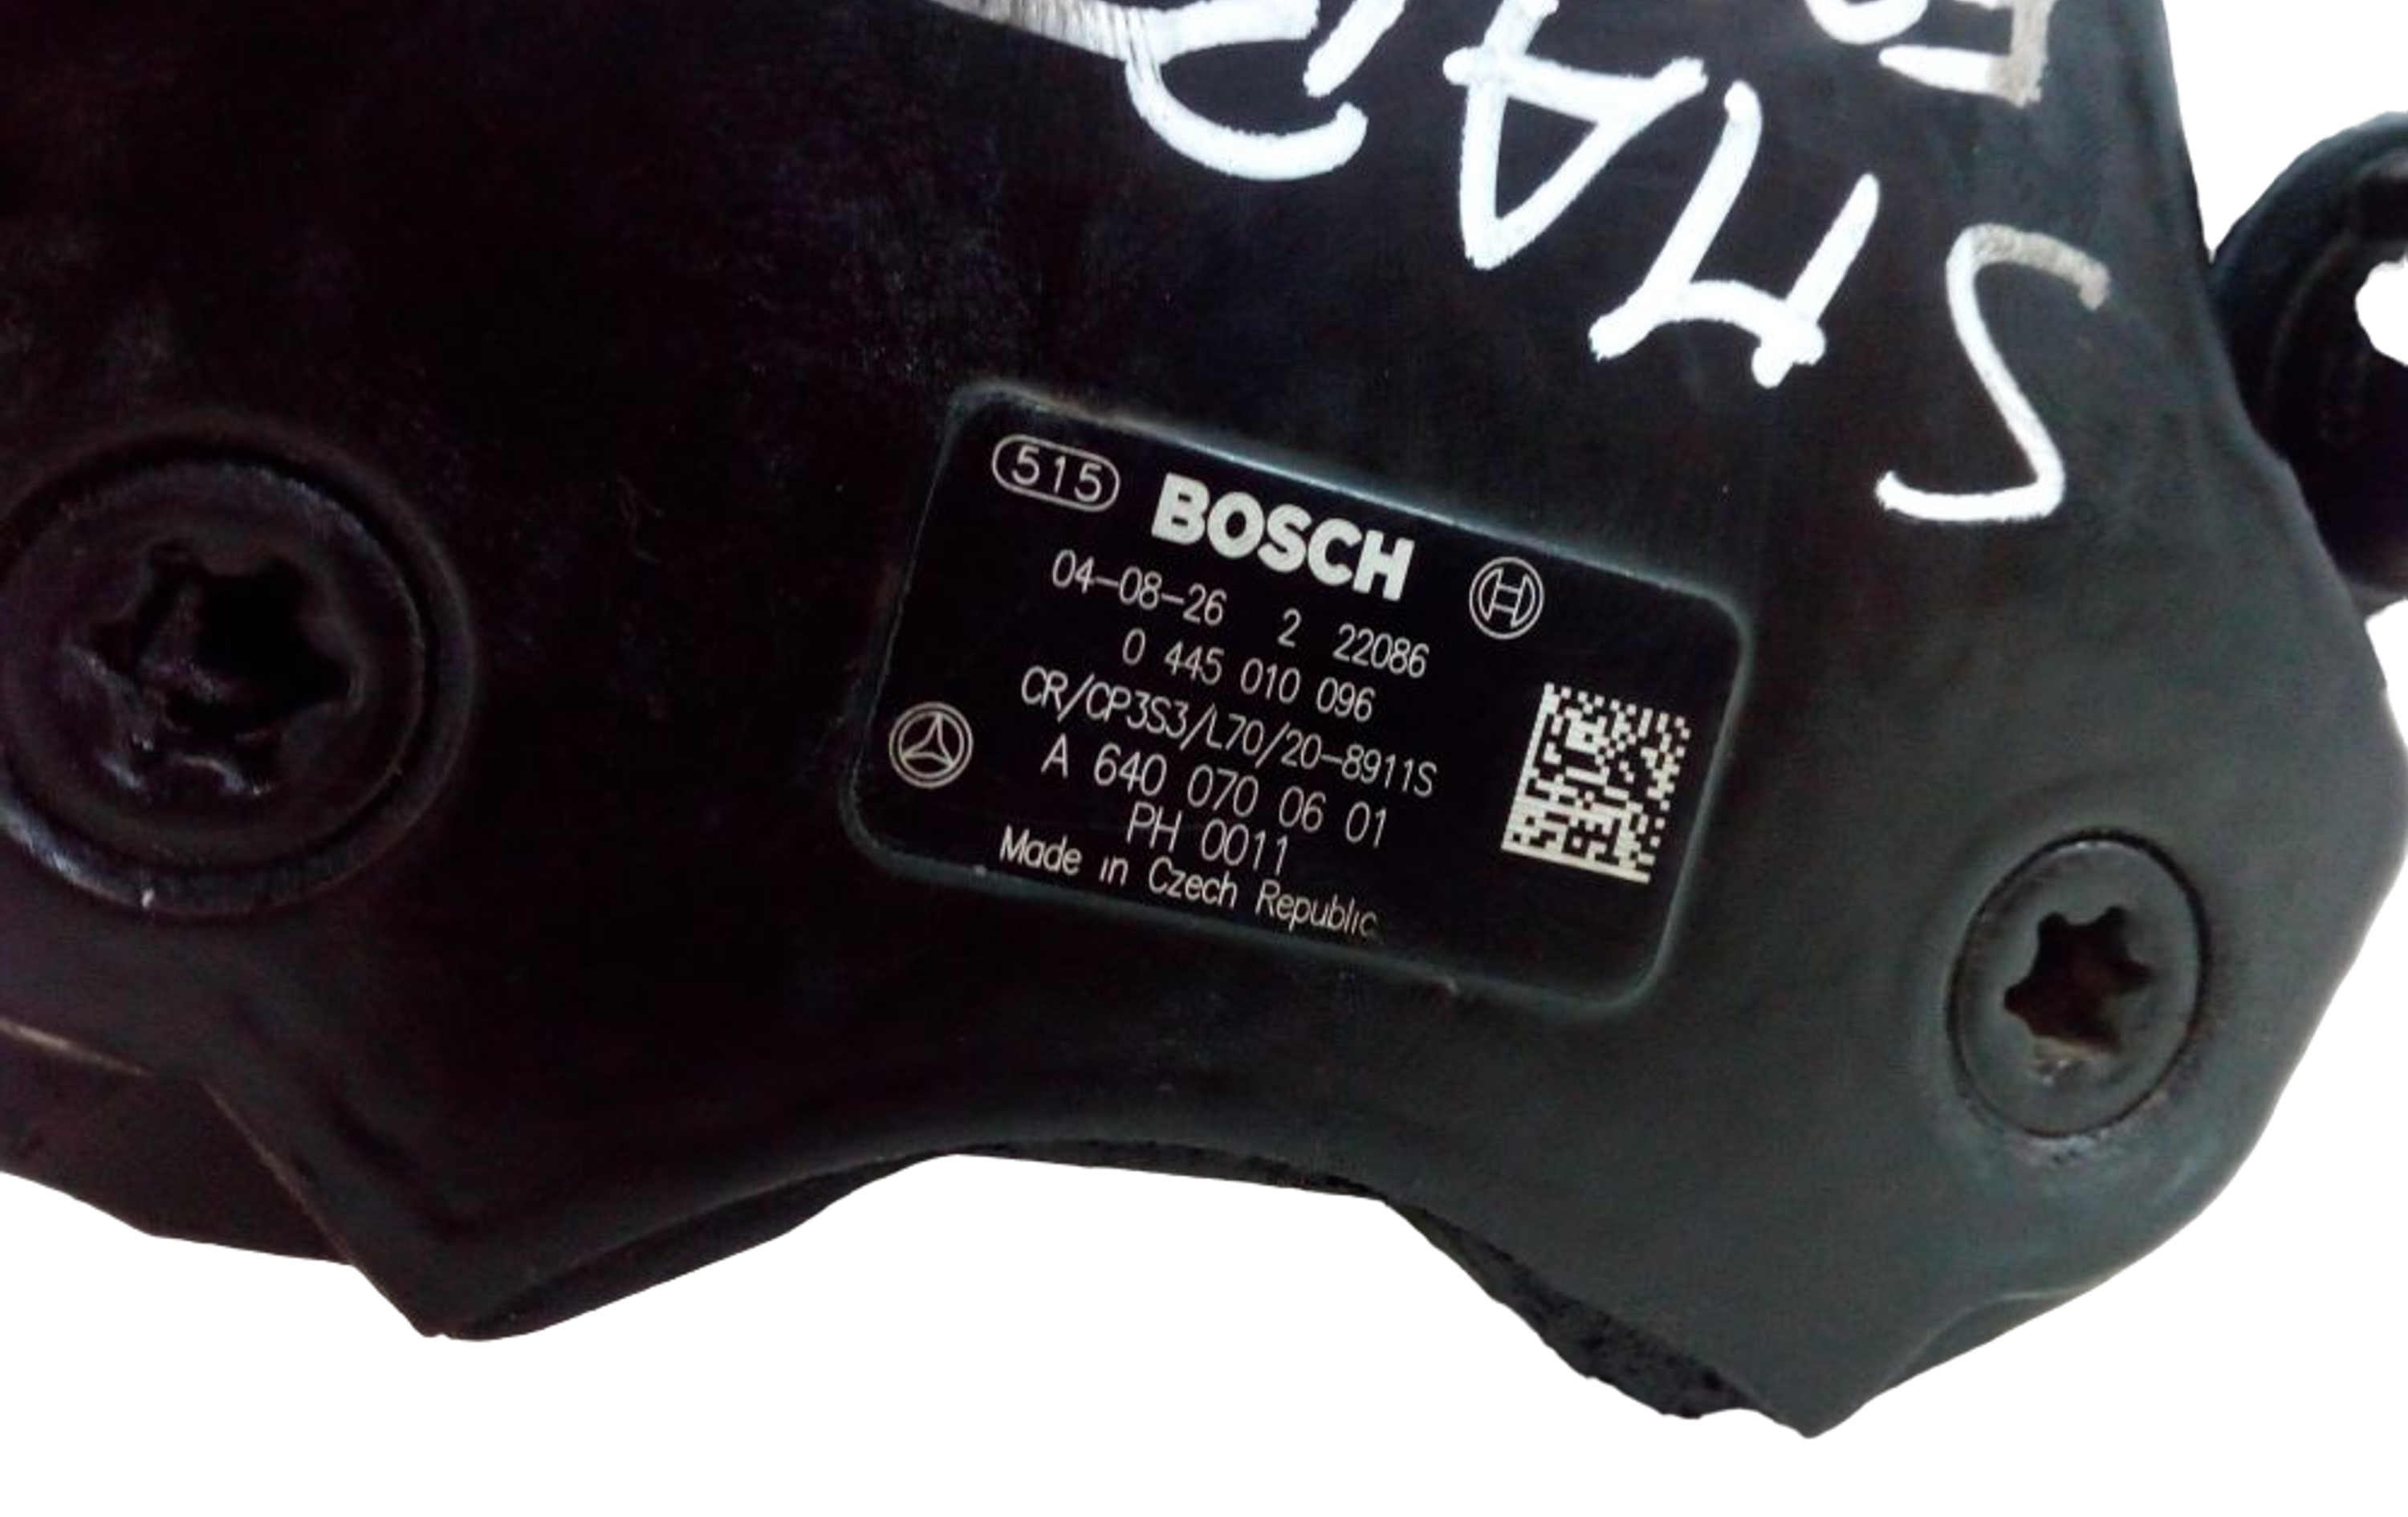 515 BOSCH
04-08-26 2 22086
0 445 010 096
CR/CP3S3/L70/20-8911S
A 640 070 06 01
PH 0011
Made in Czech Republic